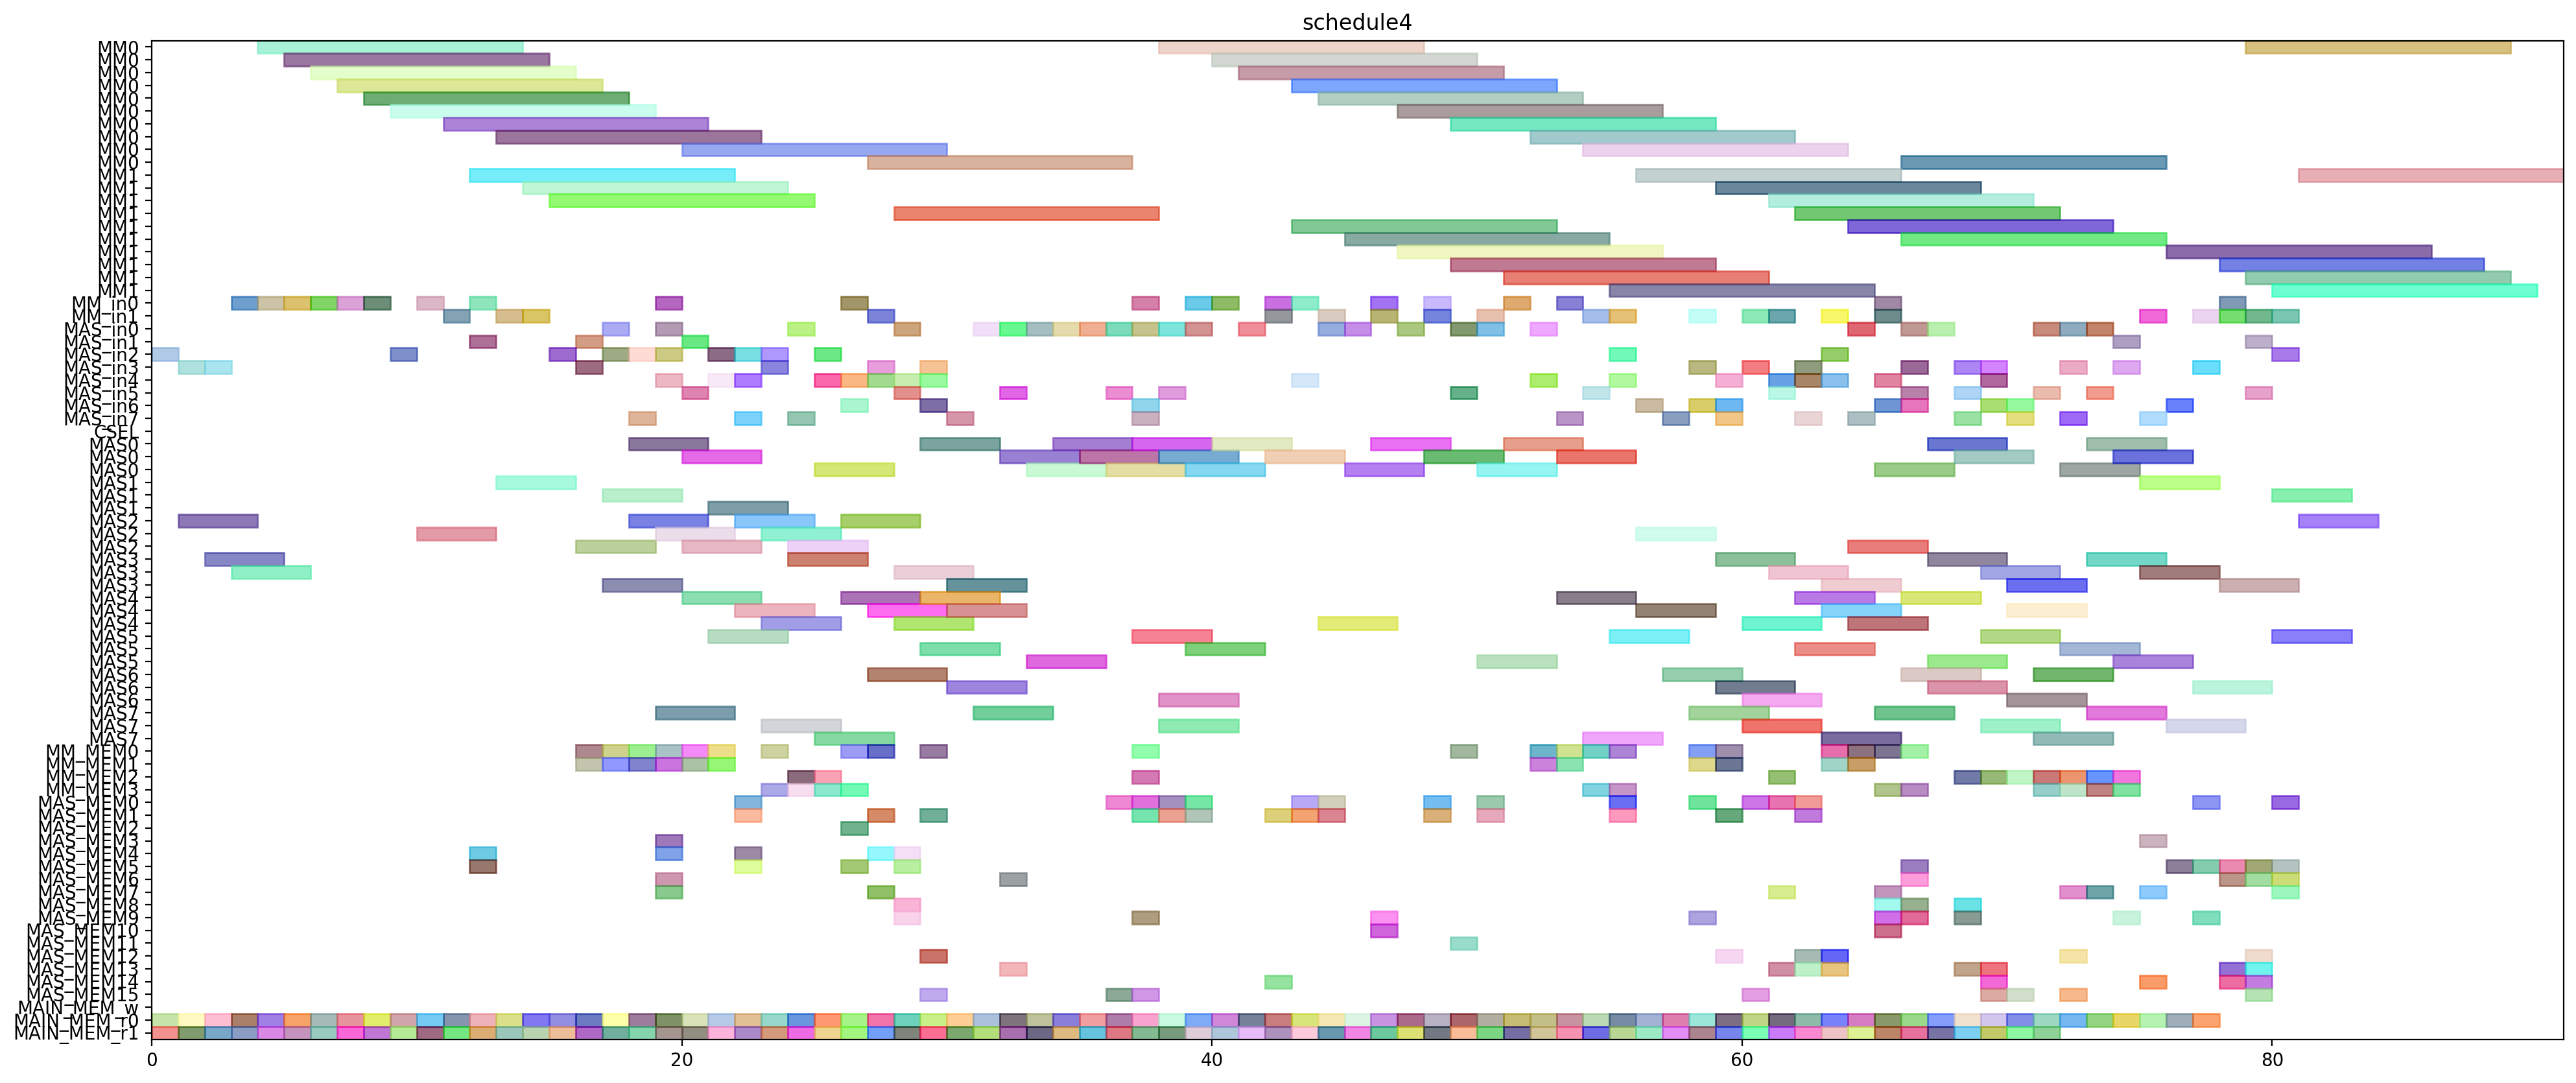 schedule4
MM0
MM0
MM0
MM0
MM0
MM0
MM0
MM0
MM0
MM0
MM1
MM1
MM1
MM1
MM1
MM1
MM1
MM1
MM1
MM1
MM_in0
MM_in1
MAS_in0
MAS_in1
MAS_in2
MAS_in3
MAS_in4
MAS_in5
MAS_in6
MAS_in7
CSEL
MAS0
MAS0
MAS0
MAS1
MAS1
MAS1
MAS2
MAS2
MAS2
MAS3
MAS3
MAS3
MAS4
MAS4
MAS4
MAS5
MAS5
MAS5
MAS6
MAS6
MAS6
MAS7
MAS7
MAS7
MM_MEM0
MM_MEM1
MM_MEM2
MM_MEM3
MAS_MEM0
MAS_MEM1
MAS_MEM2
MAS_MEM3
MAS_MEM4
MAS_MEM5
MAS_MEM6
MAS_MEM7
MAS_MEM8
MAS_MEM9
MAS_MEM10
MAS_MEM11
MAS_MEM12
MAS_MEM13
MAS_MEM14
MAS_MEM15
MAIN_MEM_w
MAIN_MEM_r0
MAIN_MEM_r1
0 20 40 60 80